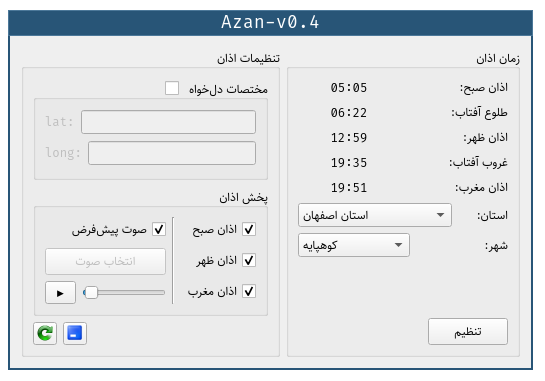 Azan-v0.4
زمان اذان
اذان صبح: 05:05
طلوع آفتاب: 06:22
اذان ظهر: 12:59
غروب آفتاب: 19:35
اذان مغرب: 19:51
استان: استان اصفهان
شهر: کوهپایه
تنظیم
تنظیمات اذان
مختصات دل‌خواه
lat:
long:
پخش اذان
اذان صبح
اذان ظهر
اذان مغرب
صوت پیش‌فرض
انتخاب صوت